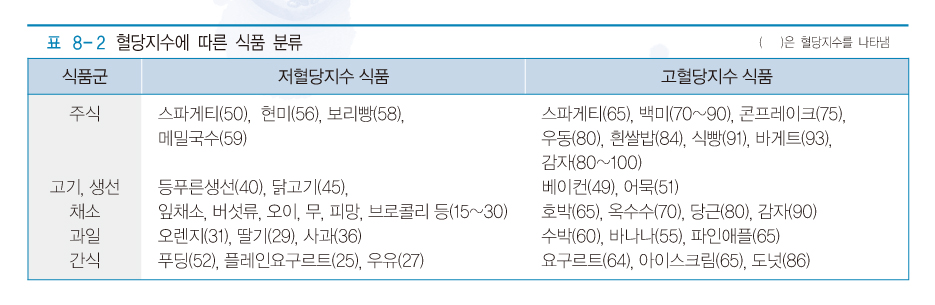 표 8-2 혈당지수에 따른 식품 분류 ( )은 혈당지수를 나타냄
식품군 저혈당지수 식품 고혈당지수 식품
주식 스파게티(50), 현미(56), 보리빵(58), 스파게티(65), 백미(70~90), 콘프레이크(75),
메밀국수(59) 우동(80), 흰쌀밥(84), 식빵(91), 바게트(93),
감자(80~100)
고기, 생선 등푸른생선(40), 닭고기(45), 베이컨(49), 어묵(51)
채소 잎채소, 버섯류, 오이, 무, 피망, 브로콜리 등(15~30) 호박(65), 옥수수(70), 당근(80), 감자(90)
과일 오렌지(31), 딸기(29), 사과(36) 수박(60), 바나나(55), 파인애플(65)
간식 푸딩(52), 플레인요구르트(25), 우유(27) 요구르트(64), 아이스크림(65), 도넛(86)